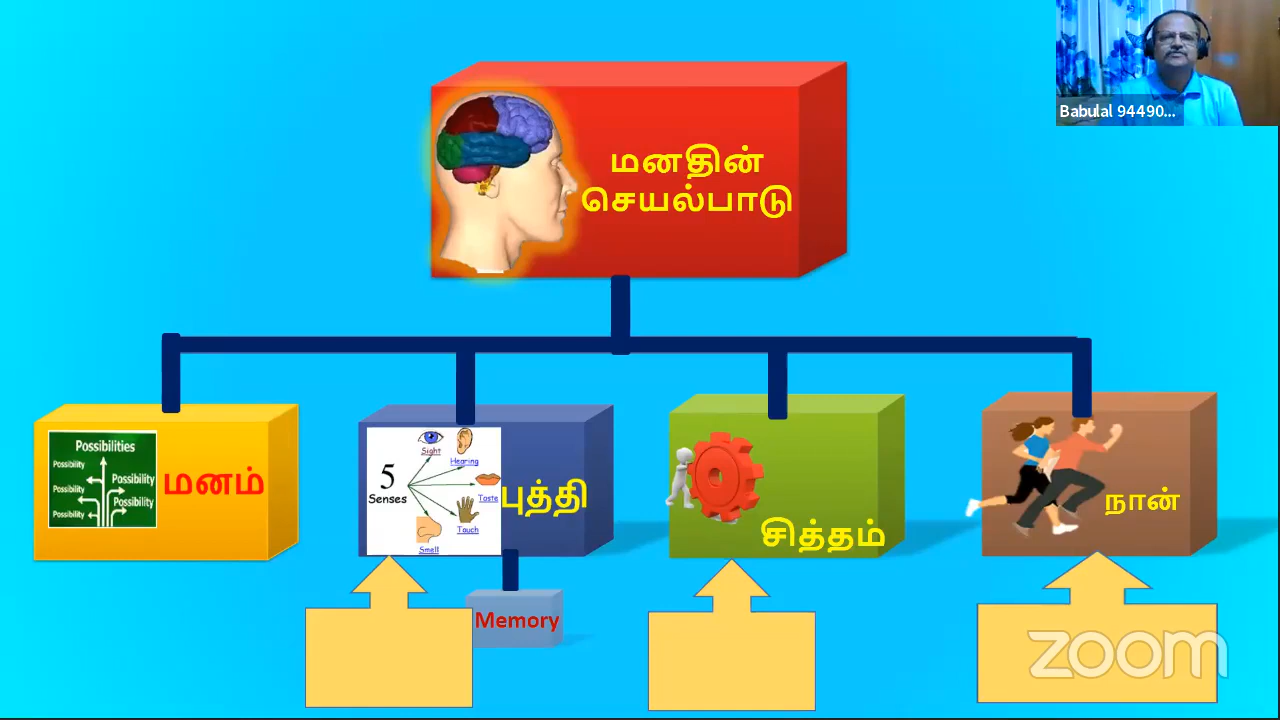 Babulal 94490...
மனதின்
செயல்பாடு
Possibilities
Possibility
Possibility
Possibility
Possibility
Possibility
மனம்
5
Senses
Sight
Hearing
Taste
Touch
Smell
புத்தி
சித்தம்
நான்
Memory
zoom